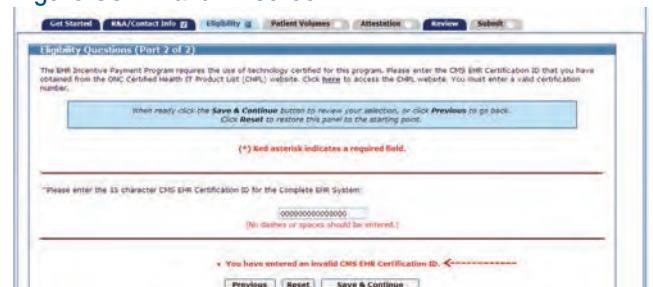 Get Started R&A/Contact Info Eligibility Patient Volumes Attestation Review Submit
Eligibility Questions (Part 2 of 2)
The EHR Incentive Payment Program requires the use of technology certified for this program. Please enter the CMS EHR Certification ID that you have
obtained from the ONC Certified Health IT Product List (CHPL) website. Click here to access the CHPL website. You must enter a valid certification
number.
When ready click the Save & Continue button to review your selection, or click Previous to go back.
Click Reset to restore this panel to the starting point.
(*) Red asterisk indicates a required field.
*Please enter the 15 character CMS EHR Certification ID for the Complete EHR System:
000000000000000
(No dashes or spaces should be entered.)
• You have entered an invalid CMS EHR Certification ID.
Previous Reset Save & Continue